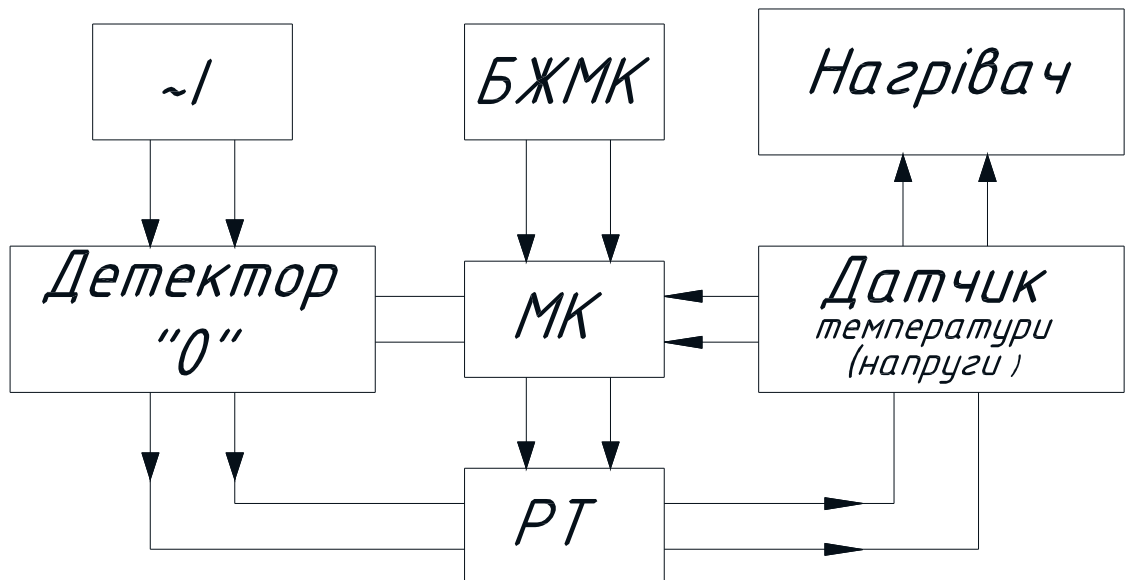 ~I
БЖМК
Нагрівач
Детектор
"0"
МК
Датчик
температури
(напруги)
РТ